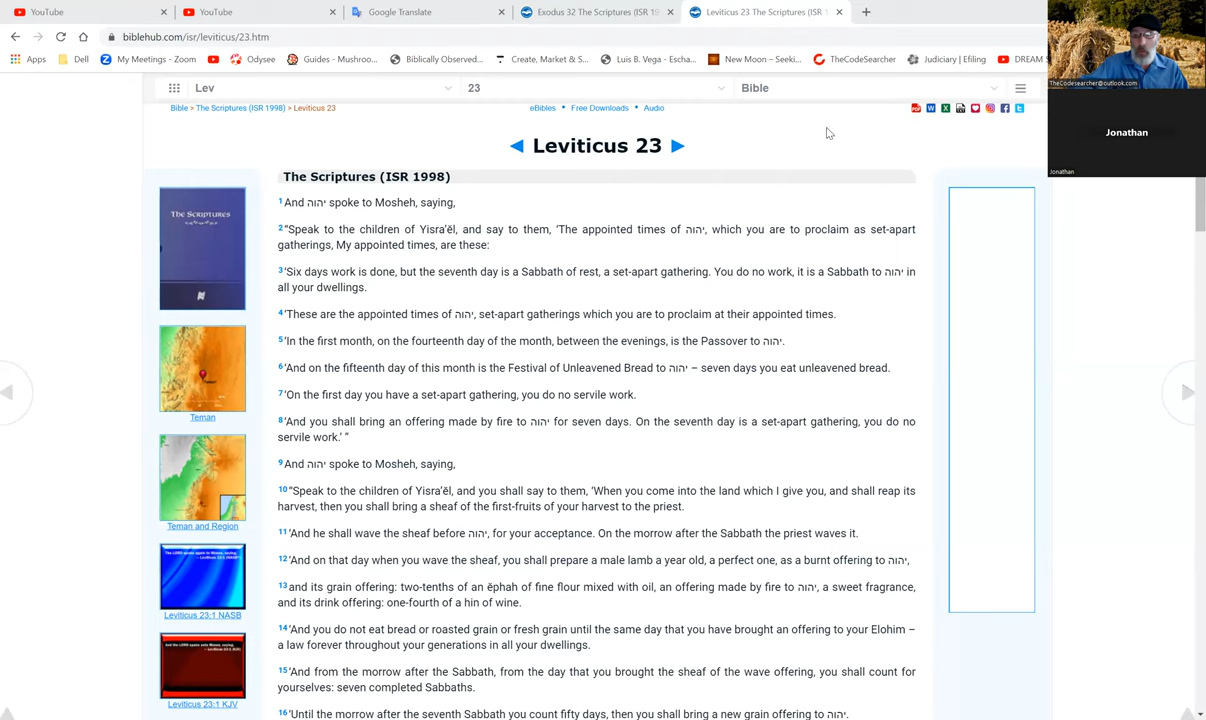 YouTube
YouTube
Google Translate
Exodus 32 The Scriptures (ISR 19
Leviticus 23 The Scriptures (ISR 1
biblehub.com/isr/leviticus/23.htm
Apps
Dell
My Meetings - Zoom
Odysee
Guides - Mushroo...
Biblically Observed...
Create, Market & S...
Luis B. Vega - Escha...
New Moon – Seeki...
TheCodeSearcher
Judiciary | Efiling
DREAM S
TheCodesearcher@outlook.com
Lev
23
Bible
Bible > The Scriptures (ISR 1998) > Leviticus 23
eBibles • Free Downloads • Audio
Jonathan
Jonathan
◄ Leviticus 23 ►
The Scriptures (ISR 1998)
THE SCRIPTURES
1And יהוה spoke to Mosheh, saying,
2“Speak to the children of Yisra’ĕl, and say to them, ‘The appointed times of יהוה, which you are to proclaim as set-apart
gatherings, My appointed times, are these:
3‘Six days work is done, but the seventh day is a Sabbath of rest, a set-apart gathering. You do no work, it is a Sabbath to יהוה in
all your dwellings.
4‘These are the appointed times of יהוה, set-apart gatherings which you are to proclaim at their appointed times.
5‘In the first month, on the fourteenth day of the month, between the evenings, is the Passover to יהוה.
6‘And on the fifteenth day of this month is the Festival of Unleavened Bread to יהוה – seven days you eat unleavened bread.
7‘On the first day you have a set-apart gathering, you do no servile work.
8‘And you shall bring an offering made by fire to יהוה for seven days. On the seventh day is a set-apart gathering, you do no
servile work.’ ”
9And יהוה spoke to Mosheh, saying,
10“Speak to the children of Yisra’ĕl, and you shall say to them, ‘When you come into the land which I give you, and shall reap its
harvest, then you shall bring a sheaf of the first-fruits of your harvest to the priest.
11‘And he shall wave the sheaf before יהוה, for your acceptance. On the morrow after the Sabbath the priest waves it.
12‘And on that day when you wave the sheaf, you shall prepare a male lamb a year old, a perfect one, as a burnt offering to יהוה,
13and its grain offering: two-tenths of an ĕphah of fine flour mixed with oil, an offering made by fire to יהוה, a sweet fragrance,
and its drink offering: one-fourth of a hin of wine.
14‘And you do not eat bread or roasted grain or fresh grain until the same day that you have brought an offering to your Elohim –
a law forever throughout your generations in all your dwellings.
15‘And from the morrow after the Sabbath, from the day that you brought the sheaf of the wave offering, you shall count for
yourselves: seven completed Sabbaths.
16‘Until the morrow after the seventh Sabbath you count fifty days, then you shall bring a new grain offering to יהוה.
Teman
Teman and Region
Leviticus 23:1 NASB
Leviticus 23:1 KJV